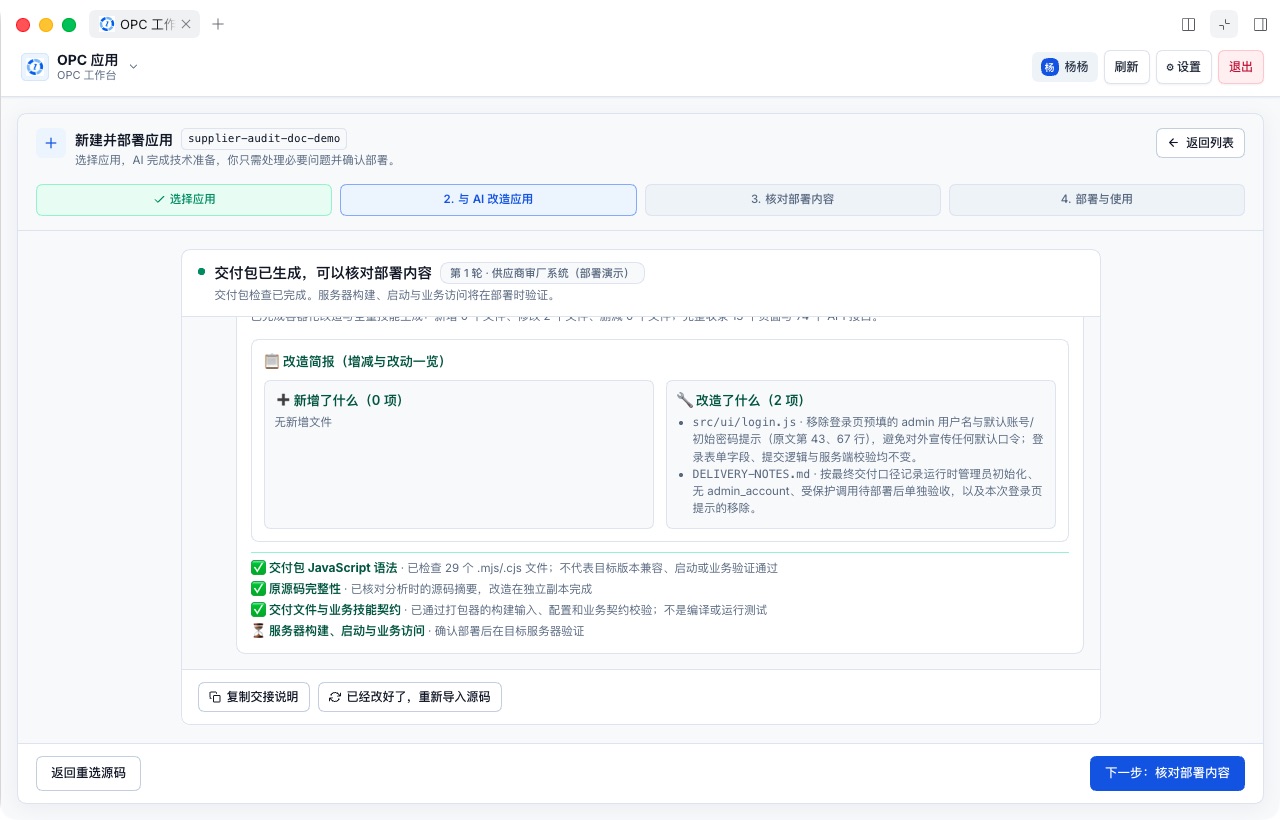 OPC 工作
OPC 应用
OPC 工作台
杨 杨杨
刷新
设置
退出
新建并部署应用 supplier-audit-doc-demo
选择应用，AI 完成技术准备，你只需处理必要问题并确认部署。
返回列表
选择应用
2. 与 AI 改造应用
3. 核对部署内容
4. 部署与使用
交付包已生成，可以核对部署内容 第 1 轮 · 供应商审厂系统（部署演示）
交付包检查已完成。服务器构建、启动与业务访问将在部署时验证。
改造简报（增减与改动一览）
新增了什么（0 项）
无新增文件
改造了什么（2 项）
src/ui/login.js · 移除登录页预填的 admin 用户名与默认账号/
初始密码提示（原文第 43、67 行），避免对外宣传任何默认口令；登
录表单字段、提交逻辑与服务端校验均不变。
DELIVERY-NOTES.md · 按最终交付口径记录运行时管理员初始化、
无 admin_account、受保护调用待部署后单独验收，以及本次登录页
提示的移除。
交付包 JavaScript 语法 · 已检查 29 个 .mjs/.cjs 文件；不代表目标版本兼容、启动或业务验证通过
原源码完整性 · 已核对分析时的源码摘要，改造在独立副本完成
交付文件与业务技能契约 · 已通过打包器的构建输入、配置和业务契约校验；不是编译或运行测试
服务器构建、启动与业务访问 · 确认部署后在目标服务器验证
复制交接说明
已经改好了，重新导入源码
返回重选源码
下一步：核对部署内容